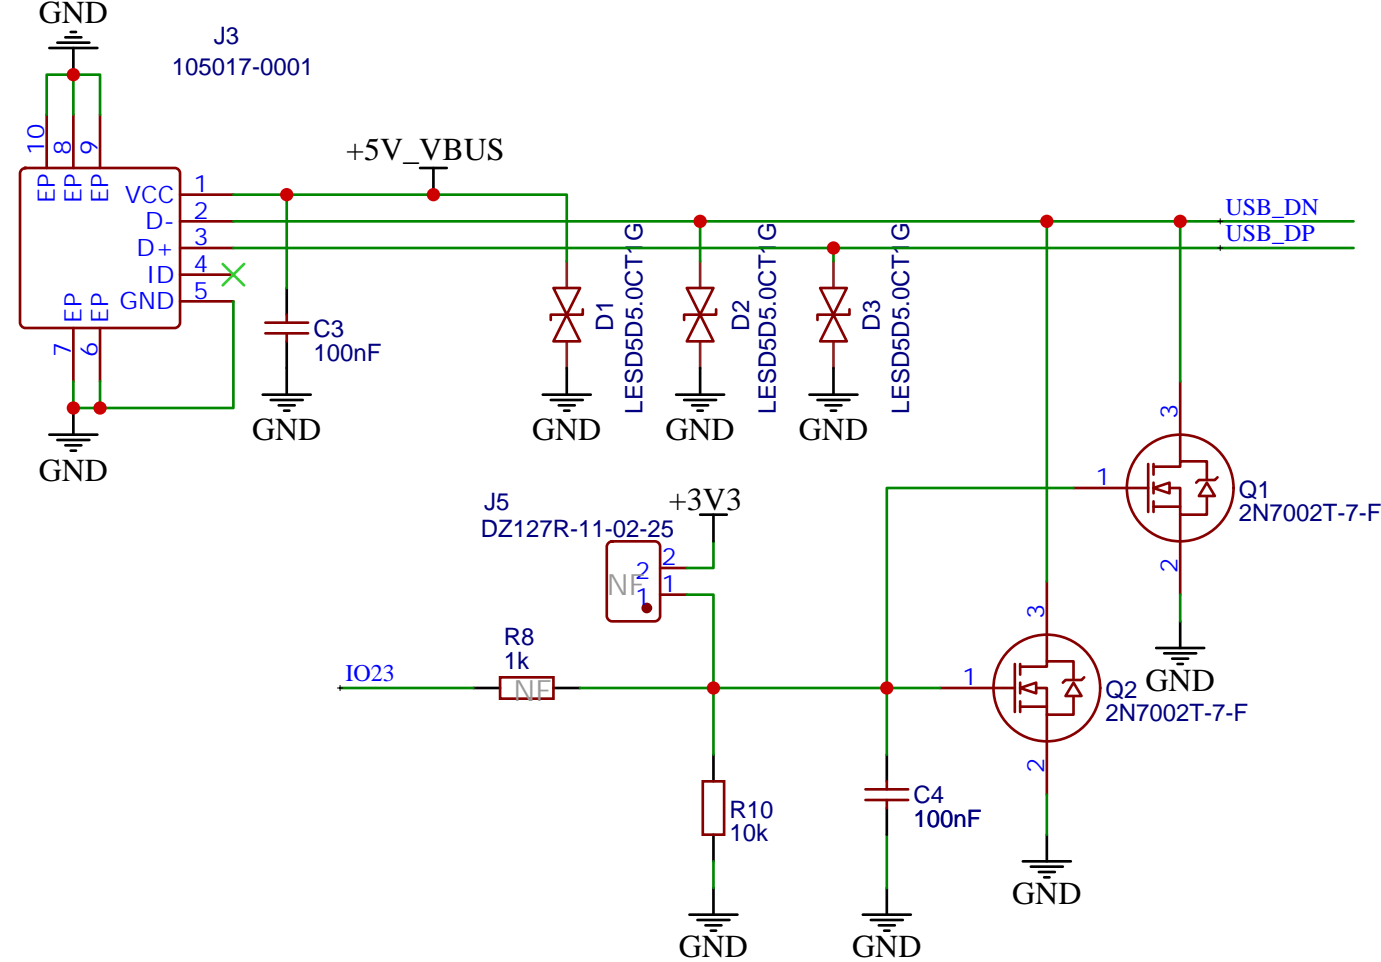 GND
J3
105017-0001
10
8
9
+5V_VBUS
EP
EP
EP
VCC
1
D-
2
D+
3
ID
4
GND
5
EP
EP
7
6
GND
USB_DN
USB_DP
C3
100nF
GND
D1
LESD5D5.0CT1G
GND
D2
LESD5D5.0CT1G
GND
D3
LESD5D5.0CT1G
GND
3
1
Q1
2N7002T-7-F
2
GND
J5
DZ127R-11-02-25
+3V3
NF
2
2
1
1
3
1
Q2
2N7002T-7-F
2
GND
IO23
R8
1k
NF
R10
10k
GND
C4
100nF
GND